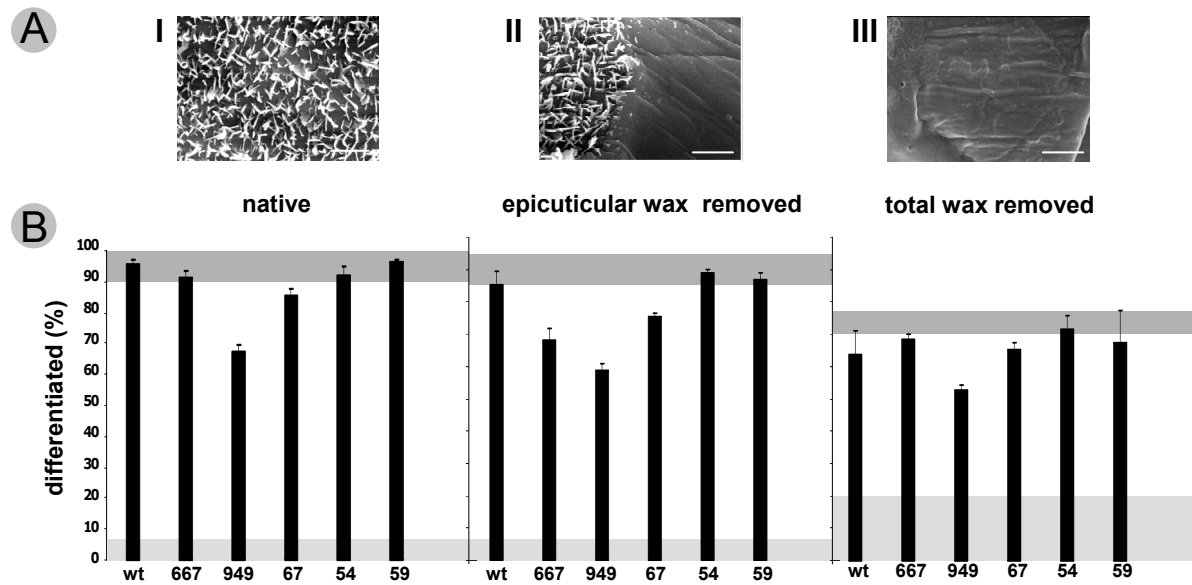 A
I
II
III
native
epicuticular wax removed
total wax removed
B
differentiated (%)
100
90
80
70
60
50
40
30
20
10
0
wt 667 949 67 54 59
wt 667 949 67 54 59
wt 667 949 67 54 59